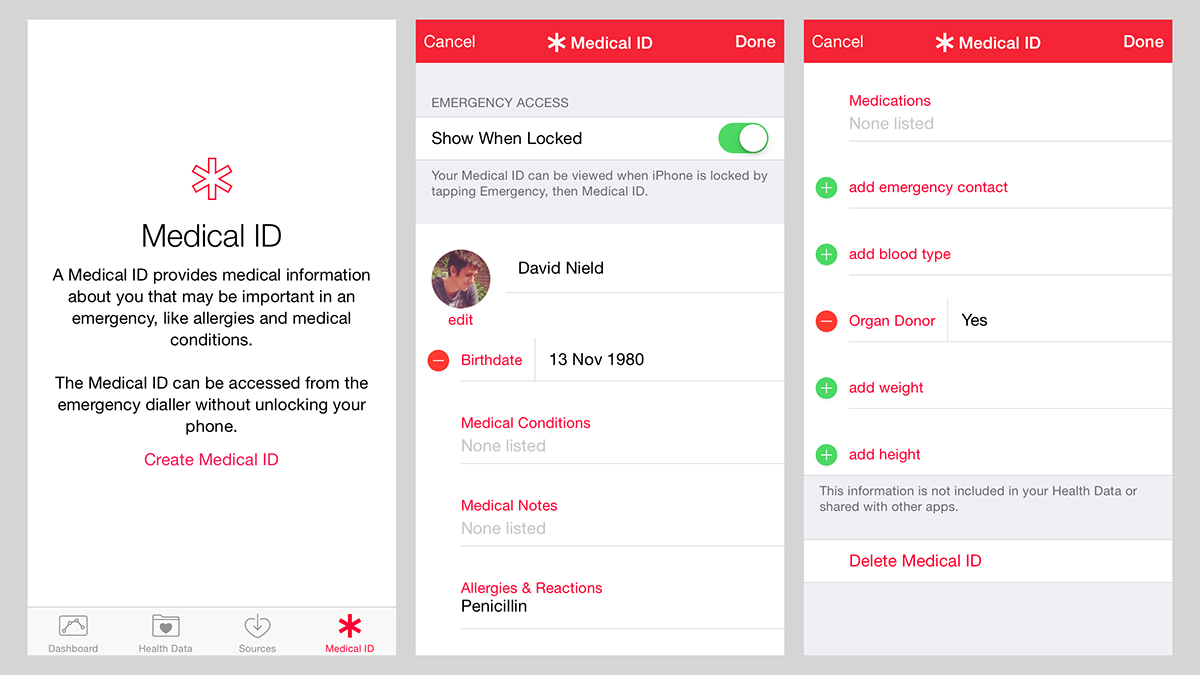 Medical ID
A Medical ID provides medical information
about you that may be important in an
emergency, like allergies and medical
conditions.
The Medical ID can be accessed from the
emergency dialler without unlocking your
phone.
Create Medical ID
Dashboard
Health Data
Sources
Medical ID
Cancel
Medical ID
Done
EMERGENCY ACCESS
Show When Locked
Your Medical ID can be viewed when iPhone is locked by
tapping Emergency, then Medical ID.
David Nield
edit
Birthdate
13 Nov 1980
Medical Conditions
None listed
Medical Notes
None listed
Allergies & Reactions
Penicillin
Cancel
Medical ID
Done
Medications
None listed
add emergency contact
add blood type
Organ Donor
Yes
add weight
add height
This information is not included in your Health Data or
shared with other apps.
Delete Medical ID